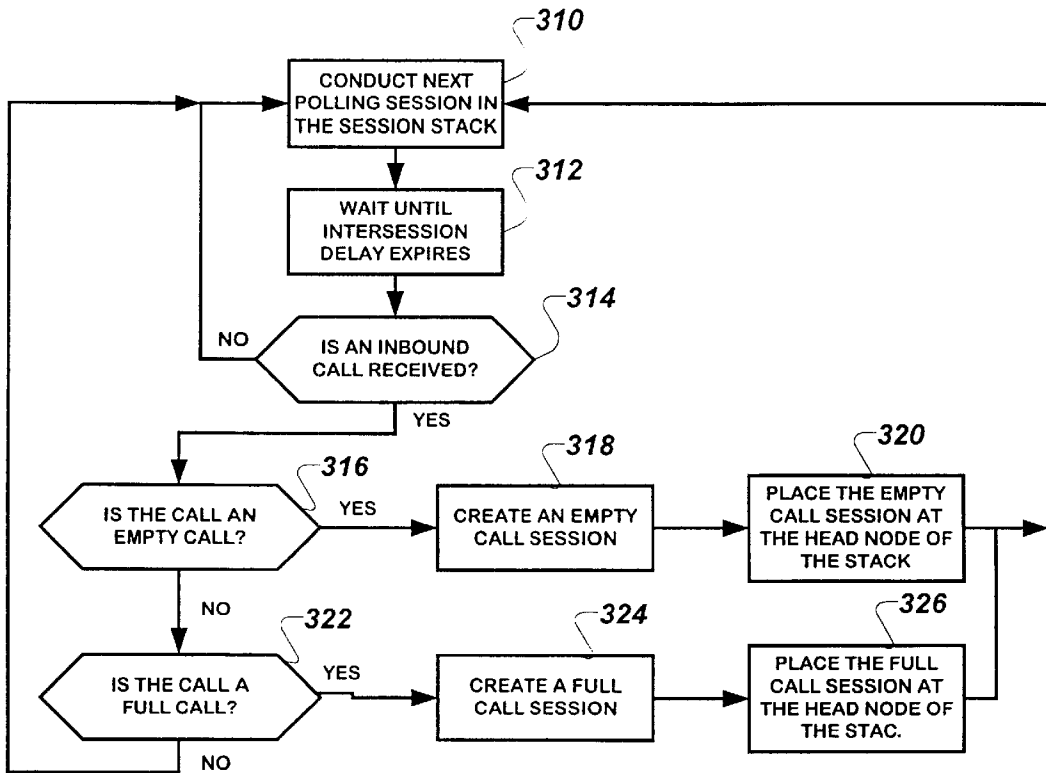 310
CONDUCT NEXT
POLLING SESSION IN
THE SESSION STACK
312
WAIT UNTIL
INTERSESSION
DELAY EXPIRES
314
NO
IS AN INBOUND
CALL RECEIVED?
YES
316
IS THE CALL AN
EMPTY CALL?
YES
318
CREATE AN EMPTY
CALL SESSION
320
PLACE THE EMPTY
CALL SESSION AT
THE HEAD NODE OF
THE STACK
NO
322
IS THE CALL A
FULL CALL?
YES
324
CREATE A FULL
CALL SESSION
326
PLACE THE FULL
CALL SESSION AT
THE HEAD NODE OF
THE STAC.
NO